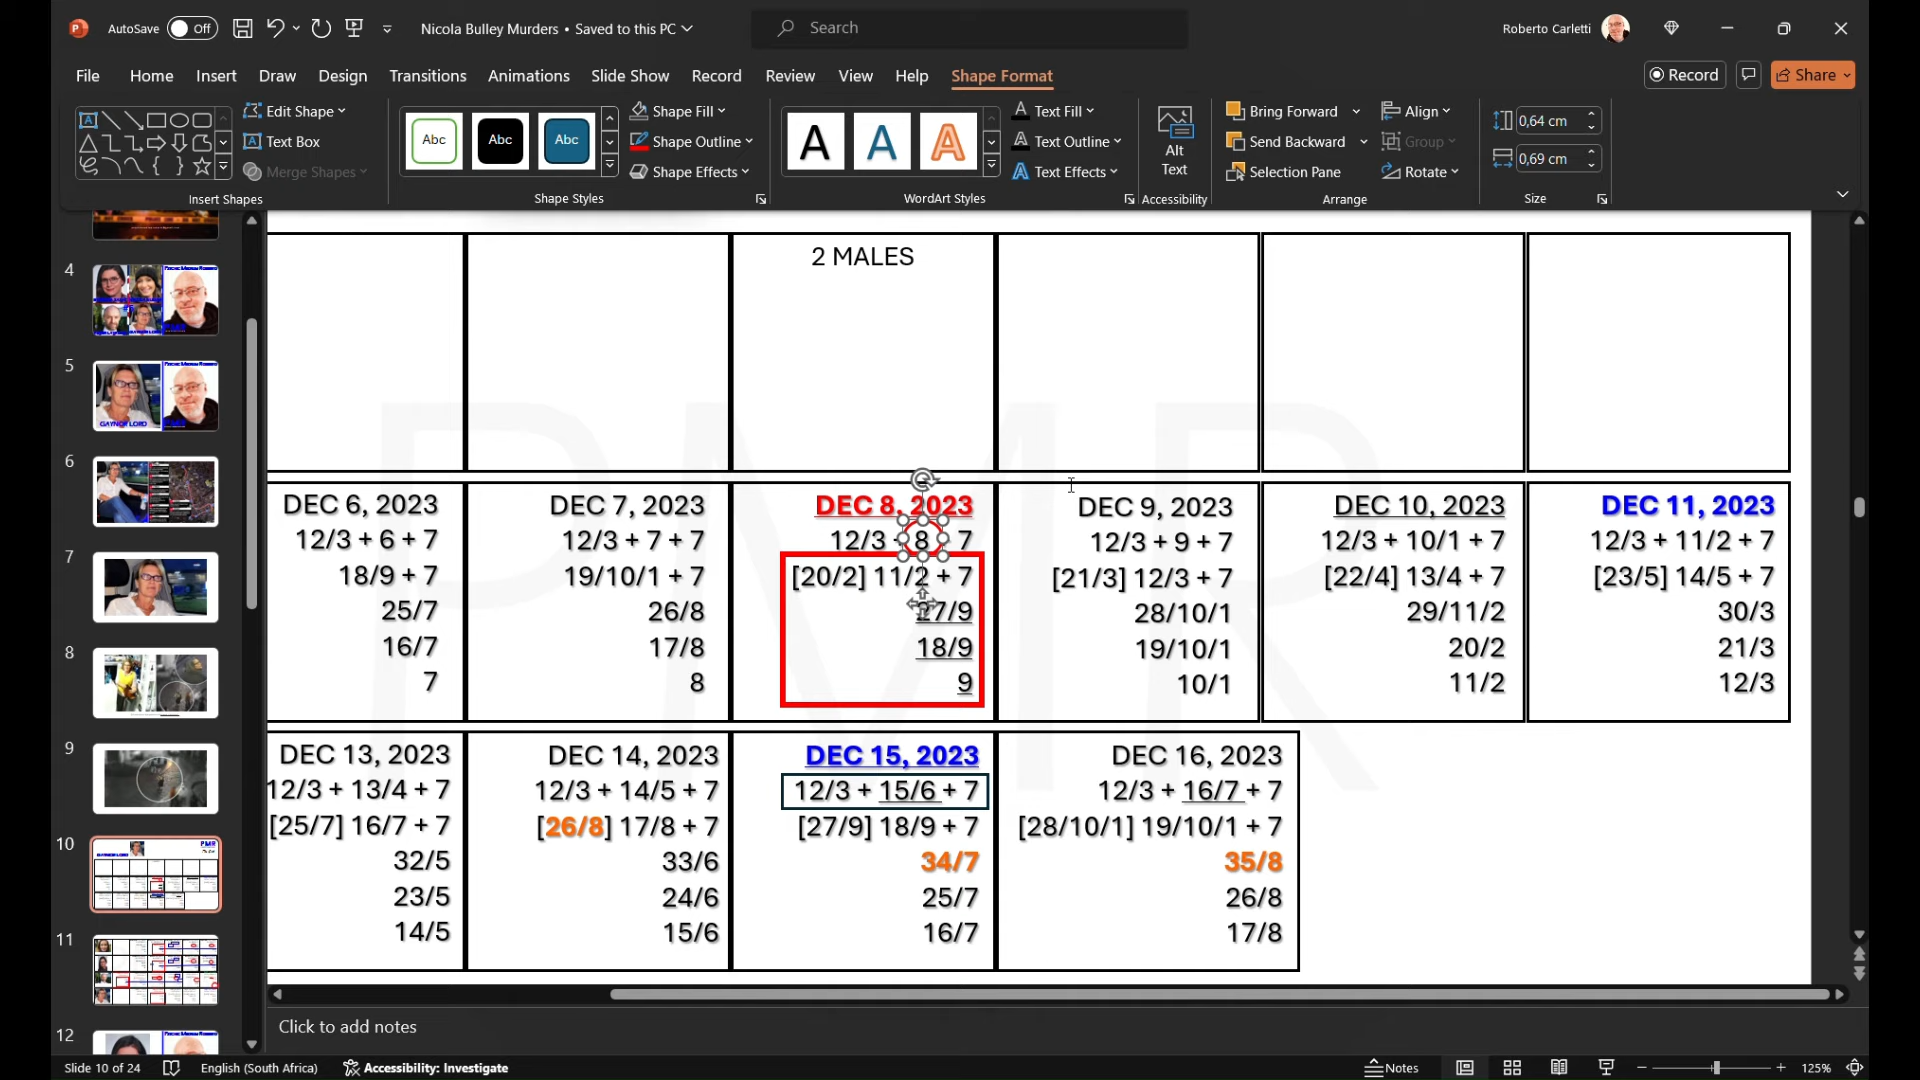 AutoSave Off
Nicola Bulley Murders • Saved to this PC
Search
Roberto Carletti
File Home Insert Draw Design Transitions Animations Slide Show Record Review View Help Shape Format
Record Share
Edit Shape
Text Box
Merge Shapes
Insert Shapes
Abc Abc Abc
Shape Fill
Shape Outline
Shape Effects
Shape Styles
A A A
WordArt Styles
Text Fill
Text Outline
Text Effects
Alt Text
Accessibility
Bring Forward
Send Backward
Selection Pane
Align
Group
Rotate
Arrange
0,64 cm
0,69 cm
Size
4
5
GAYNOR LORD
6
7
8
9
10
11
12
2 MALES
DEC 6, 2023
12/3 + 6 + 7
18/9 + 7
25/7
16/7
7
DEC 7, 2023
12/3 + 7 + 7
19/10/1 + 7
26/8
17/8
8
DEC 8, 2023
12/3 + 8 + 7
[20/2] 11/2 + 7
27/9
18/9
9
DEC 9, 2023
12/3 + 9 + 7
[21/3] 12/3 + 7
28/10/1
19/10/1
10/1
DEC 10, 2023
12/3 + 10/1 + 7
[22/4] 13/4 + 7
29/11/2
20/2
11/2
DEC 11, 2023
12/3 + 11/2 + 7
[23/5] 14/5 + 7
30/3
21/3
12/3
DEC 13, 2023
12/3 + 13/4 + 7
[25/7] 16/7 + 7
32/5
23/5
14/5
DEC 14, 2023
12/3 + 14/5 + 7
[26/8] 17/8 + 7
33/6
24/6
15/6
DEC 15, 2023
12/3 + 15/6 + 7
[27/9] 18/9 + 7
34/7
25/7
16/7
DEC 16, 2023
12/3 + 16/7 + 7
[28/10/1] 19/10/1 + 7
35/8
26/8
17/8
PMR
Click to add notes
Slide 10 of 24
English (South Africa)
Accessibility: Investigate
Notes
125%